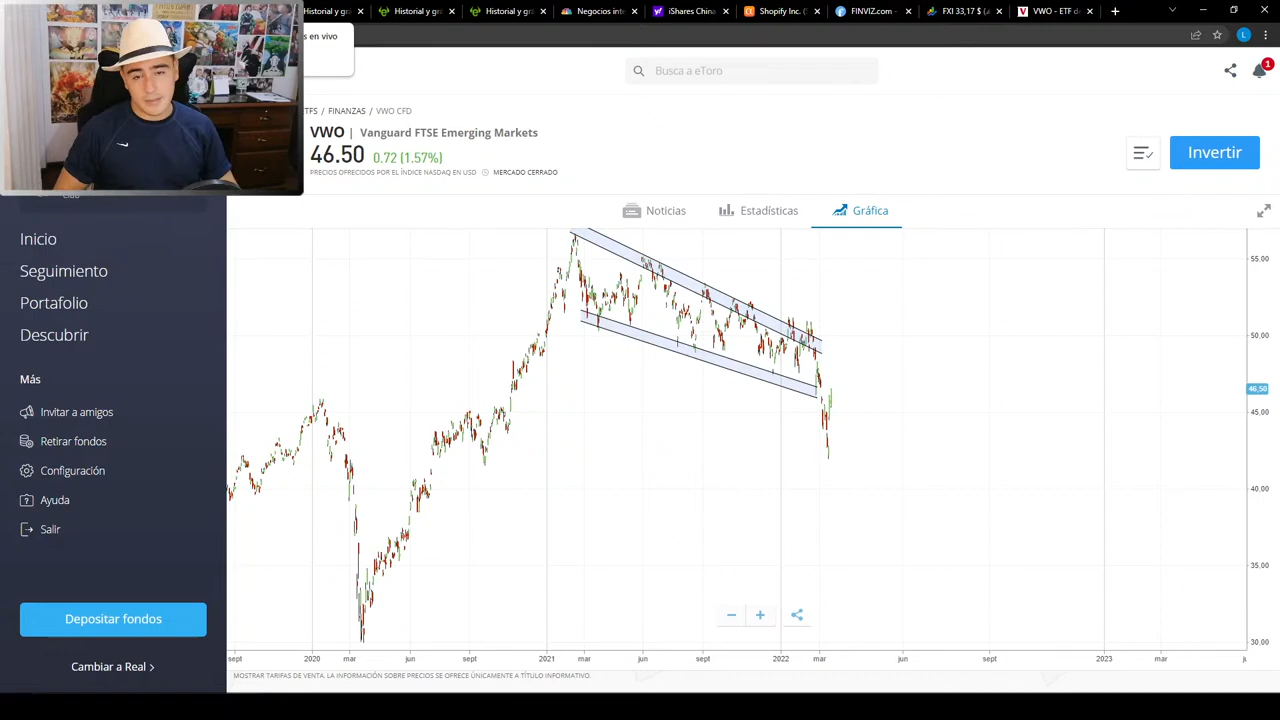 Historial y gr
Historial y gr
Historial y gr
Negocios inte
iShares China
Shopify Inc. C
FINVIZ.com -
FXI 33,17 $ (
VWO - ETF d
s en vivo
L
Busca a eToro
1
TFS / FINANZAS / VWO CFD
VWO | Vanguard FTSE Emerging Markets
46.50 0.72 (1.57%)
PRECIOS OFRECIDOS POR EL ÍNDICE NASDAQ EN USD MERCADO CERRADO
Invertir
Noticias
Estadísticas
Gráfica
Inicio
Seguimiento
Portafolio
Descubrir
Más
Invitar a amigos
Retirar fondos
Configuración
Ayuda
Salir
Depositar fondos
Cambiar a Real >
55,00
50,00
46,50
45,00
40,00
35,00
30,00
sept 2020 mar jun sept 2021 mar jun sept 2022 mar jun sept 2023 mar
MOSTRAR TARIFAS DE VENTA. LA INFORMACIÓN SOBRE PRECIOS SE OFRECE ÚNICAMENTE A TÍTULO INFORMATIVO.